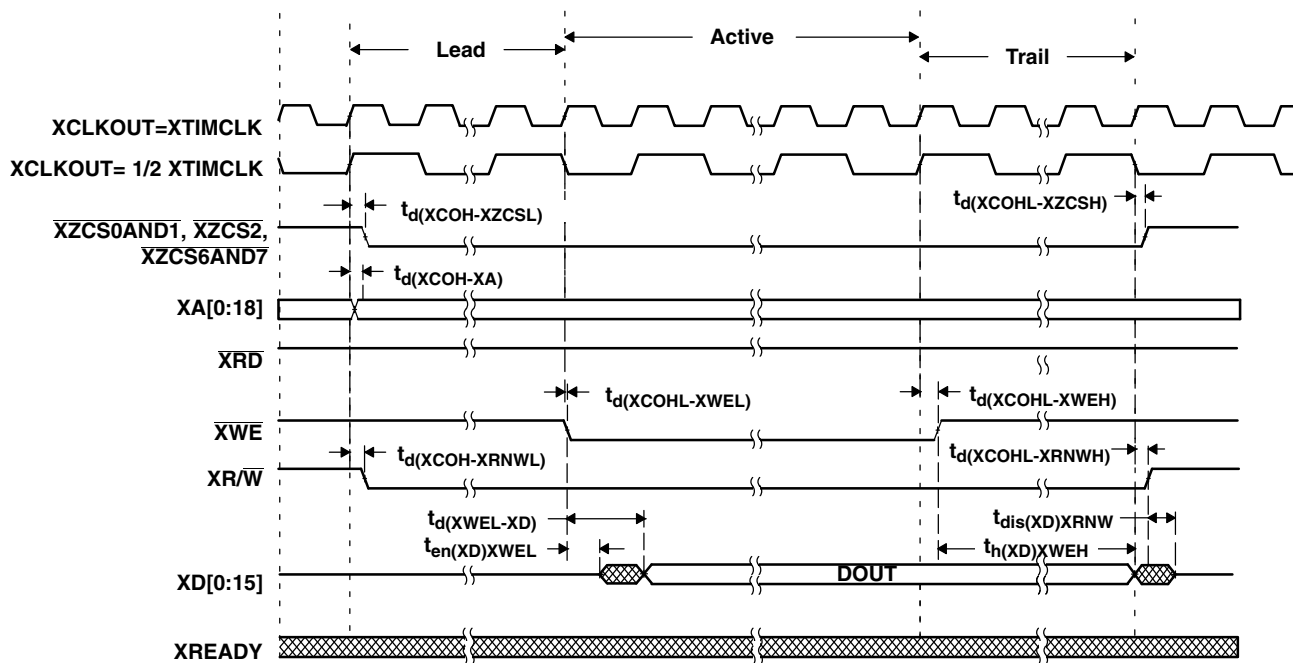 Lead
Active
Trail
XCLKOUT=XTIMCLK
XCLKOUT= 1/2 XTIMCLK
td(XCOH-XZCSL)
td(XCOHL-XZCSH)
XZCS0AND1, XZCS2,
XZCS6AND7
td(XCOH-XA)
XA[0:18]
XRD
td(XCOHL-XWEL)
td(XCOHL-XWEH)
XWE
td(XCOH-XRNWL)
td(XCOHL-XRNWH)
XR/W
td(XWEL-XD)
tdis(XD)XRNW
ten(XD)XWEL
th(XD)XWEH
XD[0:15]
DOUT
XREADY